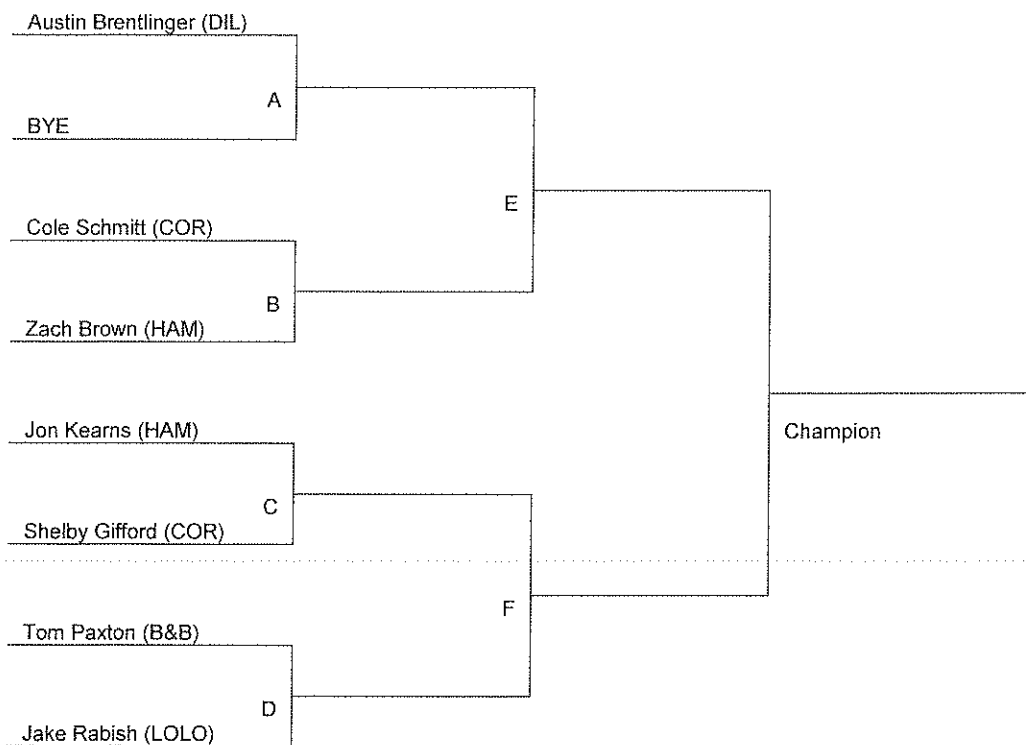 Austin Brentlinger (DIL)
A
BYE
E
Cole Schmitt (COR)
B
Zach Brown (HAM)
Jon Kearns (HAM)
Champion
C
Shelby Gifford (COR)
F
Tom Paxton (B&B)
D
Jake Rabish (LOLO)